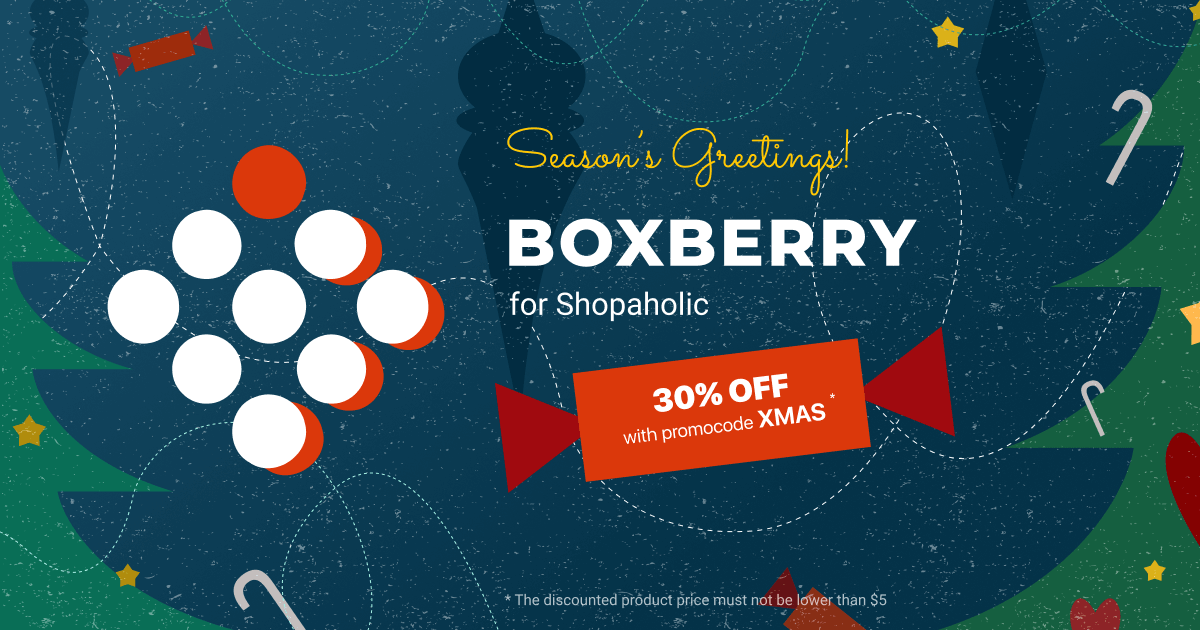 Season's Greetings!
BOXBERRY
for Shopaholic
30% OFF
with promocode XMAS *
* The discounted product price must not be lower than $5